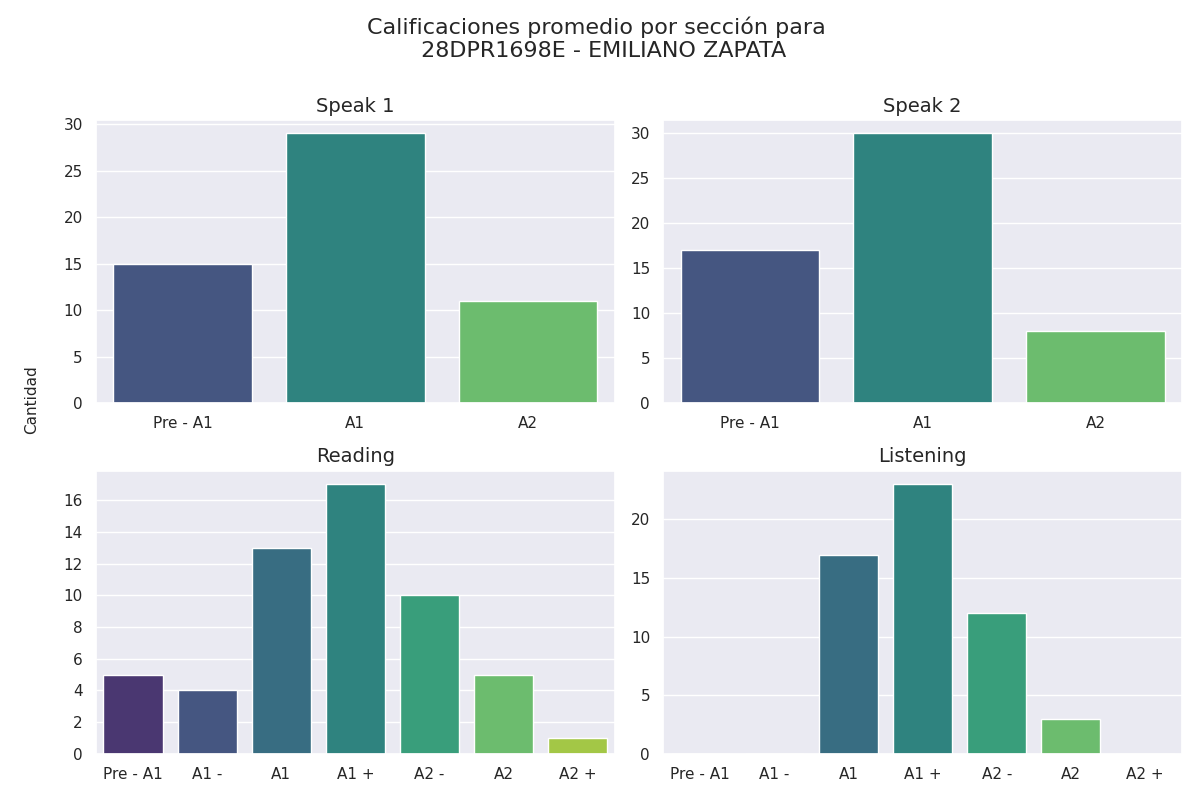 Calificaciones promedio por sección para
28DPR1698E - EMILIANO ZAPATA
Speak 1
30
25
20
15
10
5
0
Pre - A1 A1 A2
Speak 2
30
25
20
15
10
5
0
Pre - A1 A1 A2
Cantidad
Reading
16
14
12
10
8
6
4
2
0
Pre - A1 A1 - A1 A1 + A2 - A2 A2 +
Listening
20
15
10
5
0
Pre - A1 A1 - A1 A1 + A2 - A2 A2 +